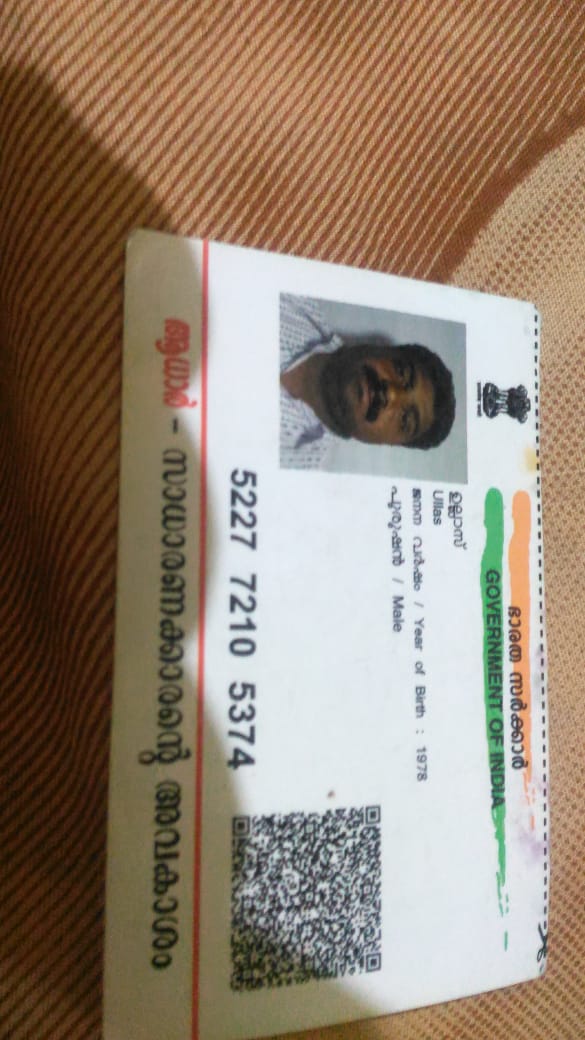 ഭാരത സർക്കാർ
GOVERNMENT OF INDIA
ഉല്ലാസ്
Ullas
ജനന വർഷം / Year of Birth : 1978
പുരുഷൻ / Male
5227 7210 5374
ആധാർ - സാധാരണക്കാരന്റെ അവകാശം